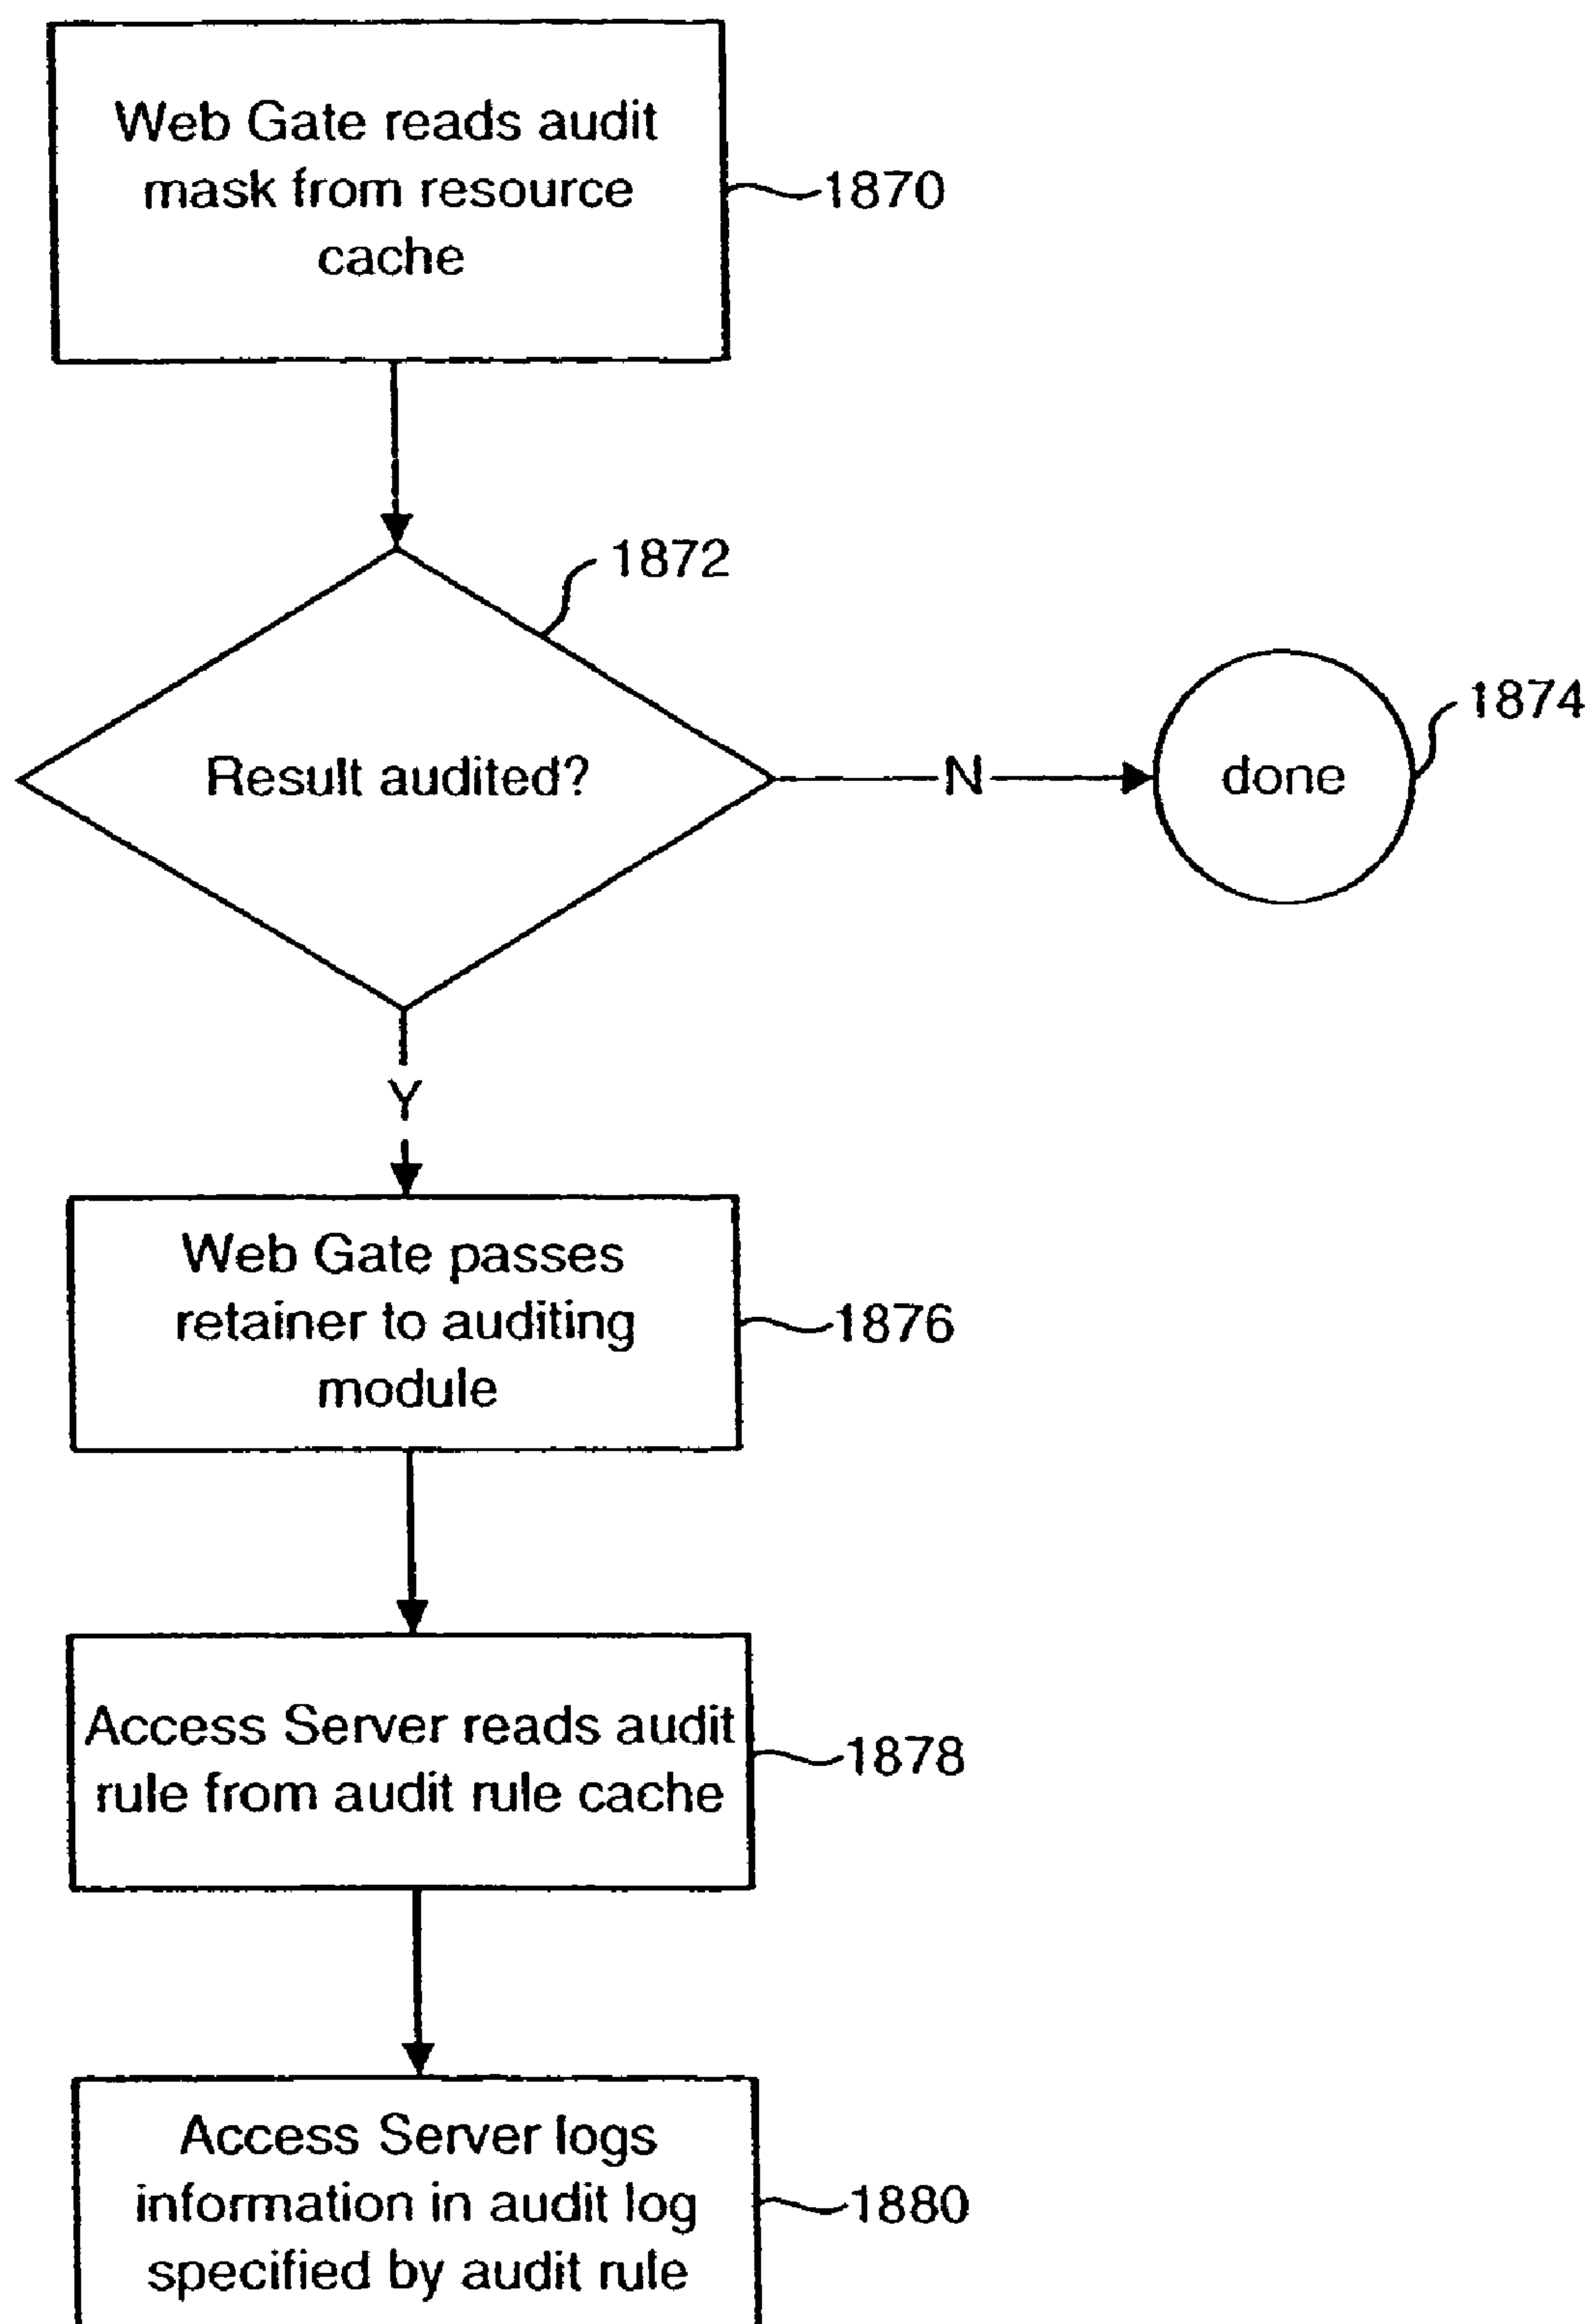 Web Gate reads audit
mask from resource
cache
1870
1872
Result audited?
N
done
1874
Y
Web Gate passes
retainer to auditing
module
1876
Access Server reads audit
rule from audit rule cache
1878
Access Server logs
information in audit log
specified by audit rule
1880